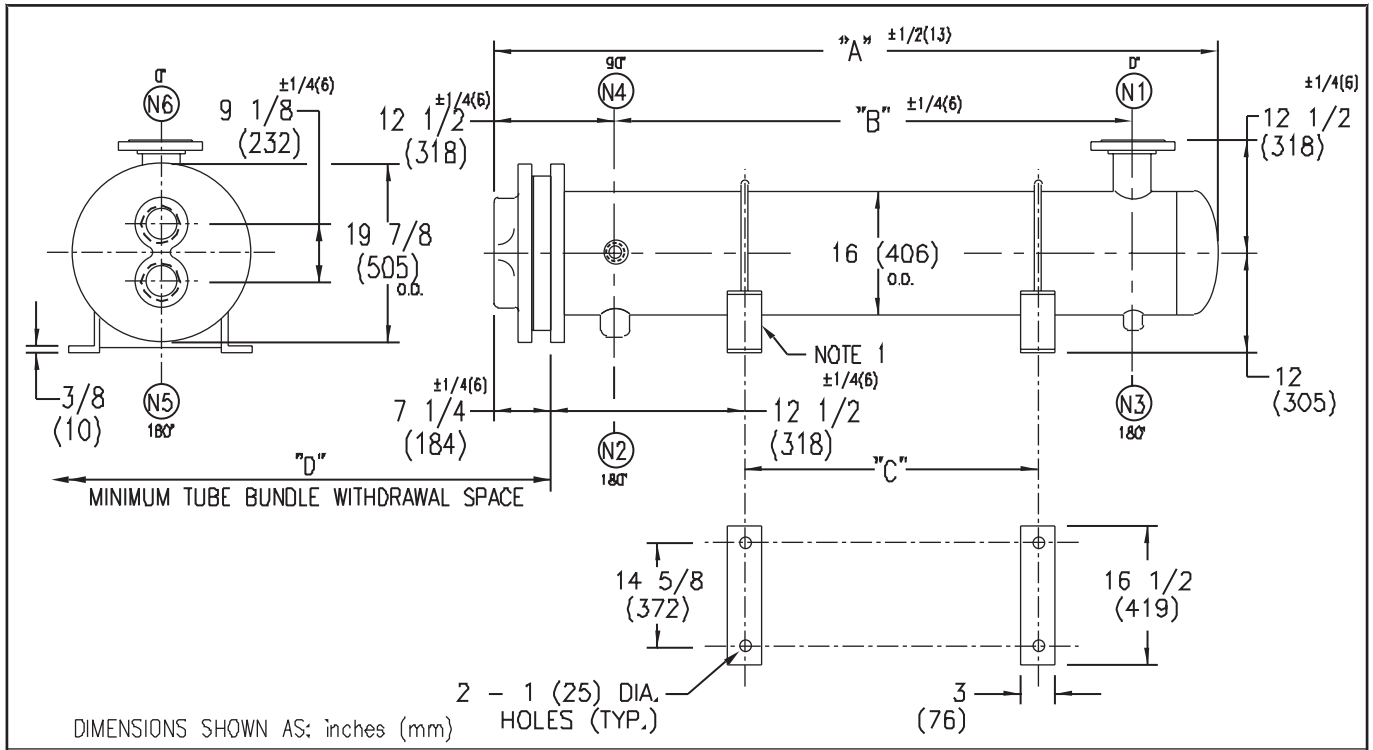 "A" ±1/2(13)
0°
N6
9 1/8 ±1/4(6)
(232)
12 1/2 ±1/4(6)
(318)
90°
N4
"B" ±1/4(6)
0°
N1
±1/4(6)
12 1/2
(318)
19 7/8
(505)
O.D.
16 (406)
O.D.
NOTE 1
3/8
(10)
N5
180°
±1/4(6)
7 1/4
(184)
±1/4(6)
12 1/2
(318)
12
(305)
N3
180°
N2
180°
"D"
MINIMUM TUBE BUNDLE WITHDRAWAL SPACE
"C"
14 5/8
(372)
16 1/2
(419)
2 - 1 (25) DIA.
HOLES (TYP.)
3
(76)
DIMENSIONS SHOWN AS: inches (mm)